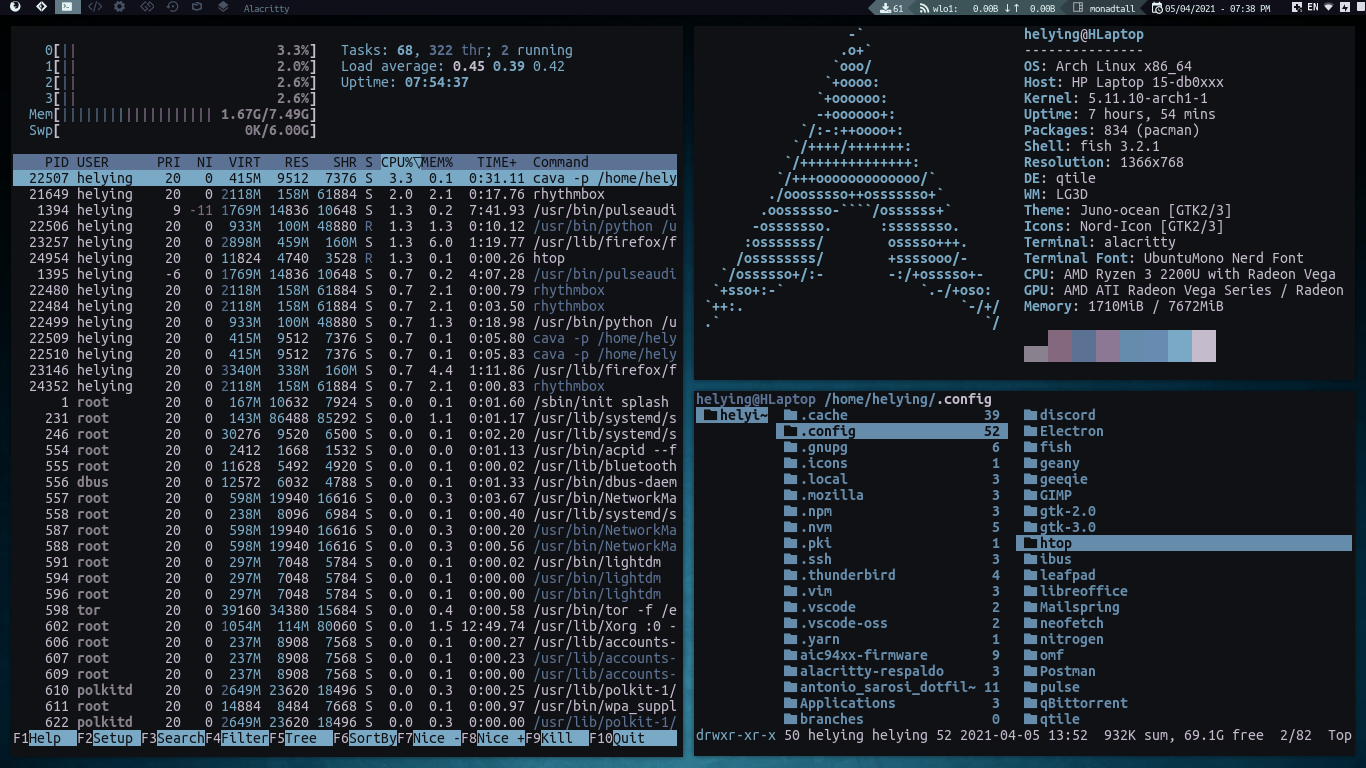 Alacritty
61 wlo1: 0.00B ↓↑ 0.00B monadtall 05/04/2021 - 07:38 PM EN
0[|| 3.3%] Tasks: 68, 322 thr; 2 running
1[|| 2.0%] Load average: 0.45 0.39 0.42
2[|| 2.6%] Uptime: 07:54:37
3[|| 2.6%]
Mem[||||||||||||||||||| 1.67G/7.49G]
Swp[ 0K/6.00G]
PID USER PRI NI VIRT RES SHR S CPU%▽MEM% TIME+ Command
22507 helying 20 0 415M 9512 7376 S 3.3 0.1 0:31.11 cava -p /home/hely
21649 helying 20 0 2118M 158M 61884 S 2.0 2.1 0:17.76 rhythmbox
1394 helying 9 -11 1769M 14836 10648 S 1.3 0.2 7:41.93 /usr/bin/pulseaudi
22506 helying 20 0 933M 100M 48880 R 1.3 1.3 0:10.12 /usr/bin/python /u
23257 helying 20 0 2898M 459M 160M S 1.3 6.0 1:19.77 /usr/lib/firefox/f
24954 helying 20 0 11824 4740 3528 R 1.3 0.1 0:00.26 htop
1395 helying -6 0 1769M 14836 10648 S 0.7 0.2 4:07.28 /usr/bin/pulseaudi
22480 helying 20 0 2118M 158M 61884 S 0.7 2.1 0:00.79 rhythmbox
22484 helying 20 0 2118M 158M 61884 S 0.7 2.1 0:03.50 rhythmbox
22499 helying 20 0 933M 100M 48880 S 0.7 1.3 0:18.98 /usr/bin/python /u
22509 helying 20 0 415M 9512 7376 S 0.7 0.1 0:05.80 cava -p /home/hely
22510 helying 20 0 415M 9512 7376 S 0.7 0.1 0:05.83 cava -p /home/hely
23146 helying 20 0 3340M 338M 160M S 0.7 4.4 1:11.86 /usr/lib/firefox/f
24352 helying 20 0 2118M 158M 61884 S 0.7 2.1 0:00.83 rhythmbox
1 root 20 0 167M 10632 7924 S 0.0 0.1 0:01.60 /sbin/init splash
231 root 20 0 143M 86488 85292 S 0.0 1.1 0:01.17 /usr/lib/systemd/s
246 root 20 0 30276 9520 6500 S 0.0 0.1 0:02.20 /usr/lib/systemd/s
554 root 20 0 2412 1668 1532 S 0.0 0.0 0:01.13 /usr/bin/acpid --f
555 root 20 0 11628 5492 4920 S 0.0 0.1 0:00.02 /usr/lib/bluetooth
556 dbus 20 0 12572 6032 4788 S 0.0 0.1 0:01.33 /usr/bin/dbus-daem
557 root 20 0 598M 19940 16616 S 0.0 0.3 0:03.67 /usr/bin/NetworkMa
558 root 20 0 238M 8096 6984 S 0.0 0.1 0:00.40 /usr/lib/systemd/s
587 root 20 0 598M 19940 16616 S 0.0 0.3 0:00.20 /usr/bin/NetworkMa
588 root 20 0 598M 19940 16616 S 0.0 0.3 0:00.56 /usr/bin/NetworkMa
591 root 20 0 297M 7048 5784 S 0.0 0.1 0:00.02 /usr/bin/lightdm
594 root 20 0 297M 7048 5784 S 0.0 0.1 0:00.00 /usr/bin/lightdm
596 root 20 0 297M 7048 5784 S 0.0 0.1 0:00.00 /usr/bin/lightdm
598 tor 20 0 39160 34380 15684 S 0.0 0.4 0:00.58 /usr/bin/tor -f /e
602 root 20 0 1054M 114M 80060 S 0.0 1.5 12:49.74 /usr/lib/Xorg :0 -
606 root 20 0 237M 8908 7568 S 0.0 0.1 0:00.27 /usr/lib/accounts-
607 root 20 0 237M 8908 7568 S 0.0 0.1 0:00.23 /usr/lib/accounts-
609 root 20 0 237M 8908 7568 S 0.0 0.1 0:00.00 /usr/lib/accounts-
610 polkitd 20 0 2649M 23620 18496 S 0.0 0.3 0:00.25 /usr/lib/polkit-1/
611 root 20 0 14884 8484 7668 S 0.0 0.1 0:00.97 /usr/bin/wpa_suppl
622 polkitd 20 0 2649M 23620 18496 S 0.0 0.3 0:00.00 /usr/lib/polkit-1/
F1Help F2Setup F3SearchF4FilterF5Tree F6SortByF7Nice -F8Nice +F9Kill F10Quit
helying@HLaptop
---------------
OS: Arch Linux x86_64
Host: HP Laptop 15-db0xxx
Kernel: 5.11.10-arch1-1
Uptime: 7 hours, 54 mins
Packages: 834 (pacman)
Shell: fish 3.2.1
Resolution: 1366x768
DE: qtile
WM: LG3D
Theme: Juno-ocean [GTK2/3]
Icons: Nord-Icon [GTK2/3]
Terminal: alacritty
Terminal Font: UbuntuMono Nerd Font
CPU: AMD Ryzen 3 2200U with Radeon Vega
GPU: AMD ATI Radeon Vega Series / Radeon
Memory: 1710MiB / 7672MiB
helying@HLaptop /home/helying/.config
helyi~ .cache 39 discord
.config 52 Electron
.gnupg 6 fish
.icons 1 geany
.local 3 geeqie
.mozilla 3 GIMP
.npm 3 gtk-2.0
.nvm 5 gtk-3.0
.pki 1 htop
.ssh 3 ibus
.thunderbird 4 leafpad
.vim 3 libreoffice
.vscode 2 Mailspring
.vscode-oss 2 neofetch
.yarn 1 nitrogen
aic94xx-firmware 9 omf
alacritty-respaldo 3 Postman
antonio_sarosi_dotfil~ 11 pulse
Applications 3 qBittorrent
branches 0 qtile
drwxr-xr-x 50 helying helying 52 2021-04-05 13:52 932K sum, 69.1G free 2/82 Top